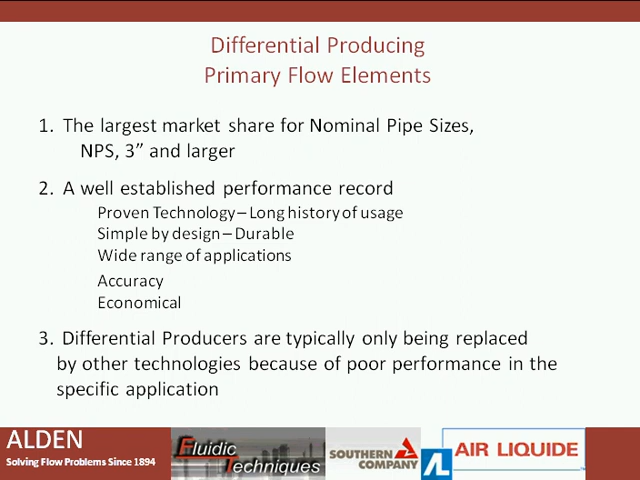 Differential Producing
Primary Flow Elements
1. The largest market share for Nominal Pipe Sizes,
NPS, 3” and larger
2. A well established performance record
Proven Technology – Long history of usage
Simple by design – Durable
Wide range of applications
Accuracy
Economical
3. Differential Producers are typically only being replaced
by other technologies because of poor performance in the
specific application
ALDEN
Solving Flow Problems Since 1894
Fluidic
Techniques
SOUTHERN
COMPANY
AL
AIR LIQUIDE